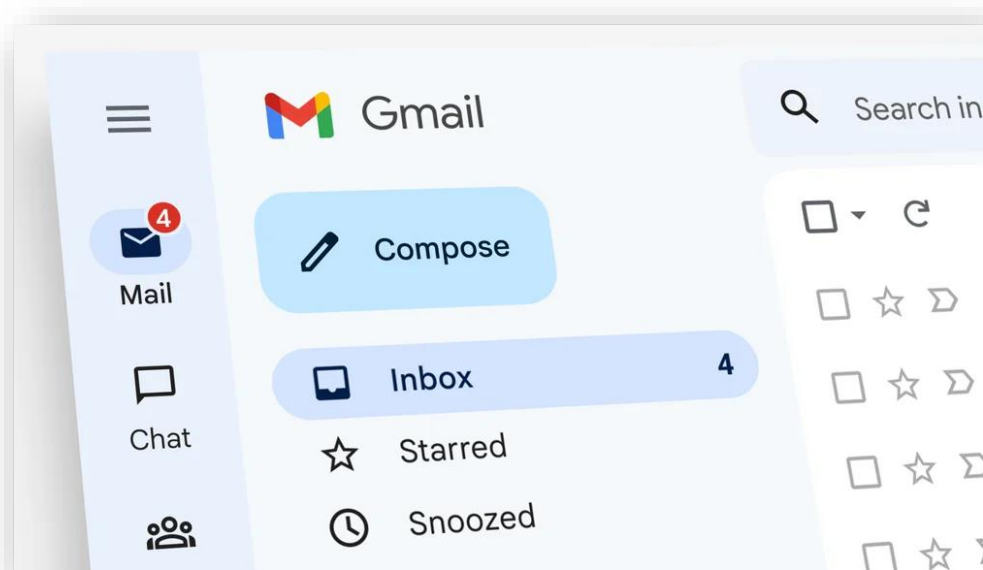 Gmail
Search in
4
Mail
Compose
Inbox 4
Chat
Starred
Snoozed